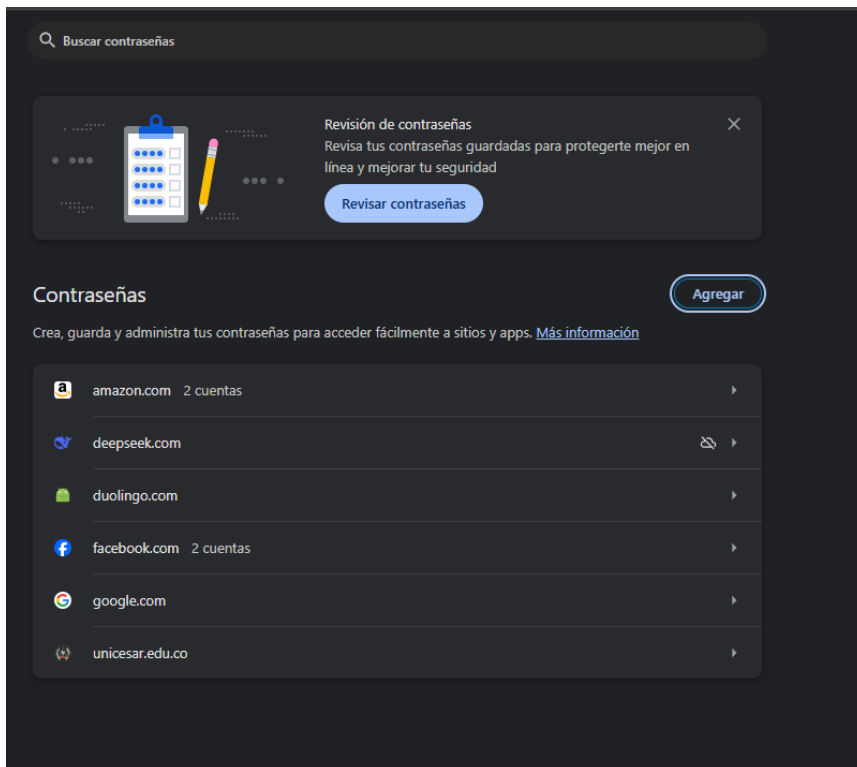 Buscar contraseñas
Revisión de contraseñas
Revisa tus contraseñas guardadas para protegerte mejor en
línea y mejorar tu seguridad
Revisar contraseñas
Contraseñas
Agregar
Crea, guarda y administra tus contraseñas para acceder fácilmente a sitios y apps. Más información
amazon.com 2 cuentas
deepseek.com
duolingo.com
facebook.com 2 cuentas
google.com
unicesar.edu.co